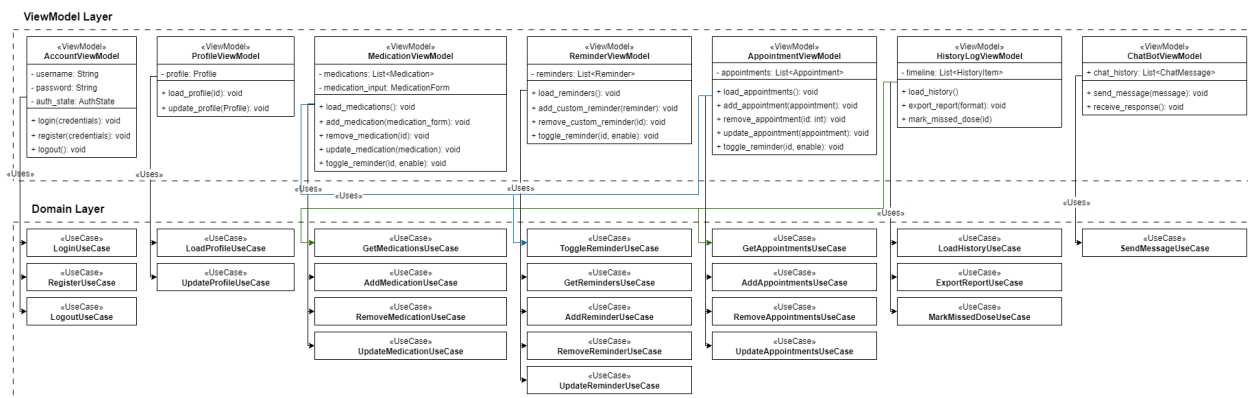 ViewModel Layer
«ViewModel»
AccountViewModel
- username: String
- password: String
- auth_state: AuthState
+ login(credentials): void
+ register(credentials): void
+ logout(): void
«ViewModel»
ProfileViewModel
- profile: Profile
+ load_profile(id): void
+ update_profile(Profile): void
«ViewModel»
MedicationViewModel
- medications: List<Medication>
- medication_input: MedicationForm
+ load_medications(): void
+ add_medication(medication_form): void
+ remove_medication(id): void
+ update_medication(medication): void
+ toggle_reminder(id, enable): void
«ViewModel»
ReminderViewModel
- reminders: List<Reminder>
+ load_reminders(): void
+ add_custom_reminder(reminder): void
+ remove_custom_reminder(id): void
+ toggle_reminder(id, enable): void
«ViewModel»
AppointmentViewModel
- appointments: List<Appointment>
+ load_appointments(): void
+ add_appointment(appointment): void
+ remove_appointment(id: int): void
+ update_appointment(appointment): void
+ toggle_reminder(id, enable): void
«ViewModel»
HistoryLogViewModel
- timeline: List<HistoryItem>
+ load_history()
+ export_report(format): void
+ mark_missed_dose(id)
«ViewModel»
ChatBotViewModel
+ chat_history: List<ChatMessage>
+ send_message(message): void
+ receive_response(): void
«Uses»
«Uses»
«Uses»
«Uses»
«Uses»
«Uses»
«Uses»
Domain Layer
«UseCase»
LoginUseCase
«UseCase»
RegisterUseCase
«UseCase»
LogoutUseCase
«UseCase»
LoadProfileUseCase
«UseCase»
UpdateProfileUseCase
«UseCase»
GetMedicationsUseCase
«UseCase»
AddMedicationUseCase
«UseCase»
RemoveMedicationUseCase
«UseCase»
UpdateMedicationUseCase
«UseCase»
ToggleReminderUseCase
«UseCase»
GetRemindersUseCase
«UseCase»
AddReminderUseCase
«UseCase»
RemoveReminderUseCase
«UseCase»
UpdateReminderUseCase
«UseCase»
GetAppointmentsUseCase
«UseCase»
AddAppointmentsUseCase
«UseCase»
RemoveAppointmentsUseCase
«UseCase»
UpdateAppointmentsUseCase
«UseCase»
LoadHistoryUseCase
«UseCase»
ExportReportUseCase
«UseCase»
MarkMissedDoseUseCase
«UseCase»
SendMessageUseCase